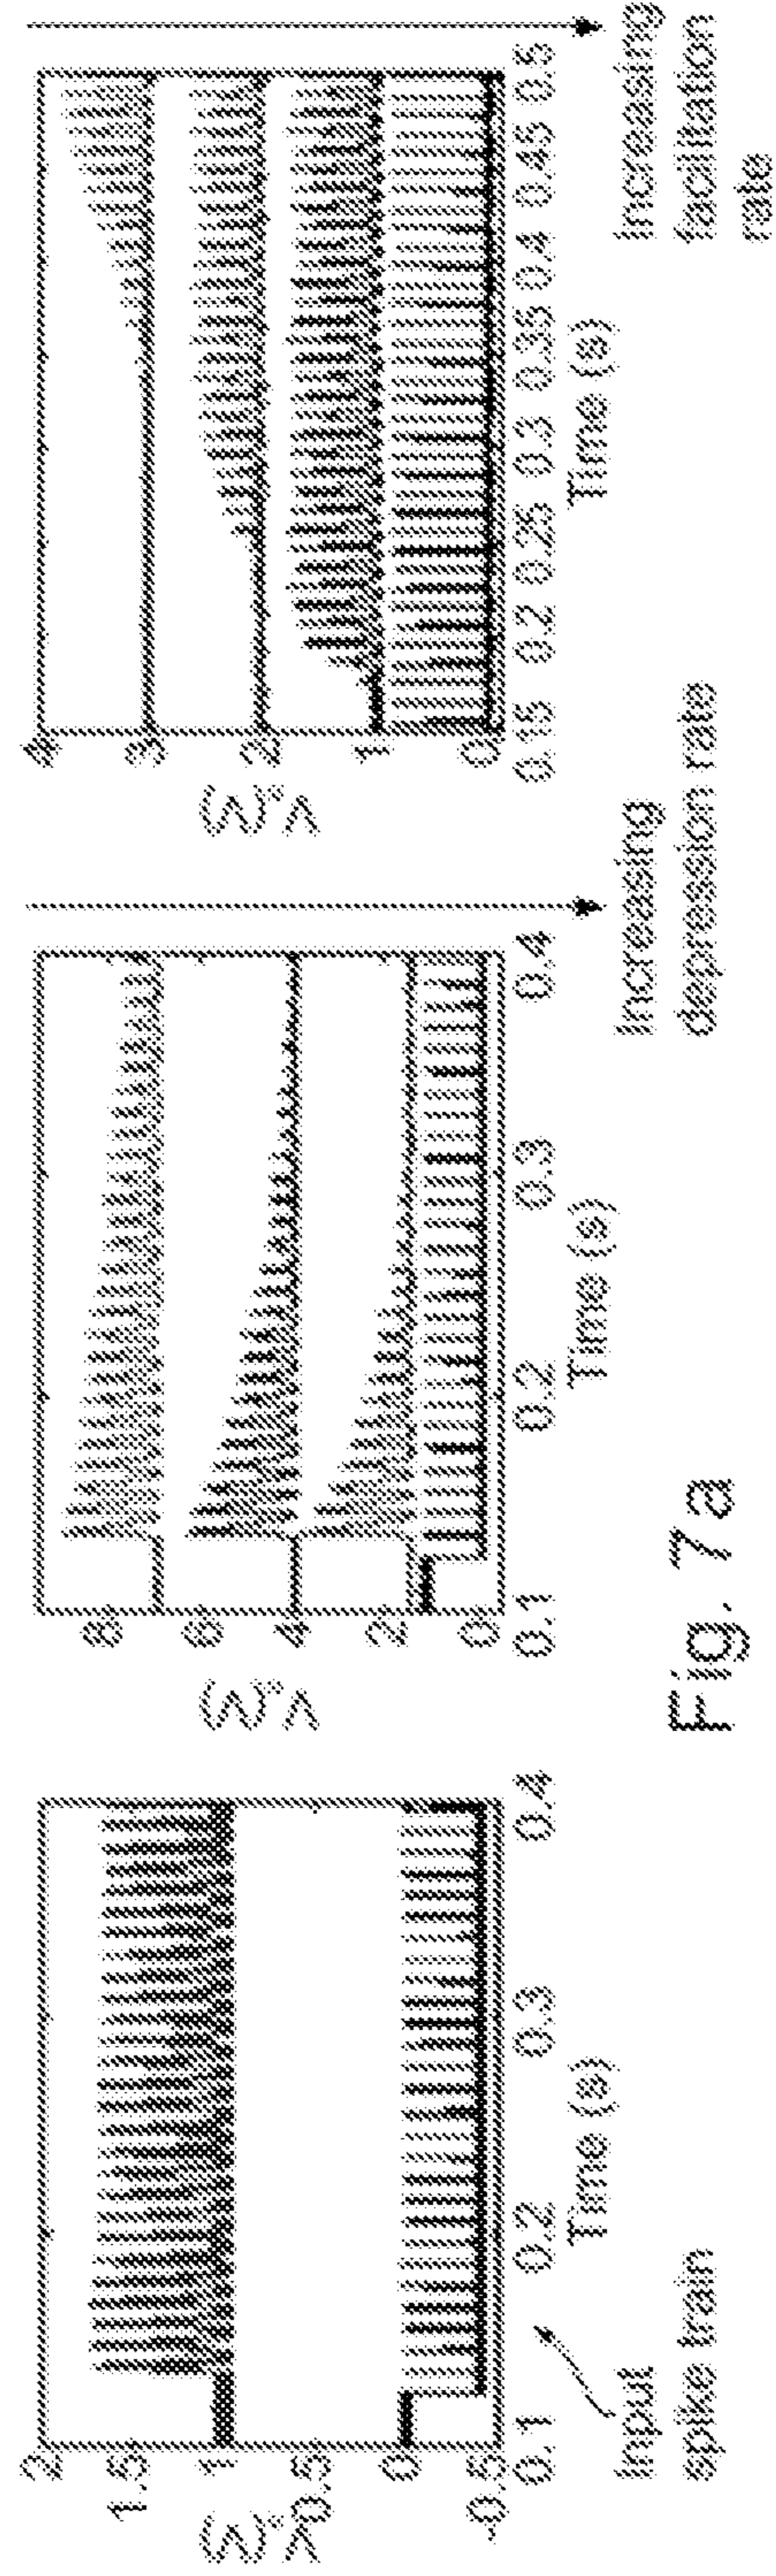 2
1.5
1
0.5
0
-0.5
V_x(V)
0.1 0.2 0.3 0.4
Time (s)
Input
spike train
8
6
4
2
0
V_x(V)
0.1 0.2 0.3 0.4
Time (s)
Increasing
depression rate
4
3
2
1
0
V_x(V)
0.15 0.2 0.25 0.3 0.35 0.4 0.45 0.5
Time (s)
Increasing
facilitation
rate
Fig. 7a